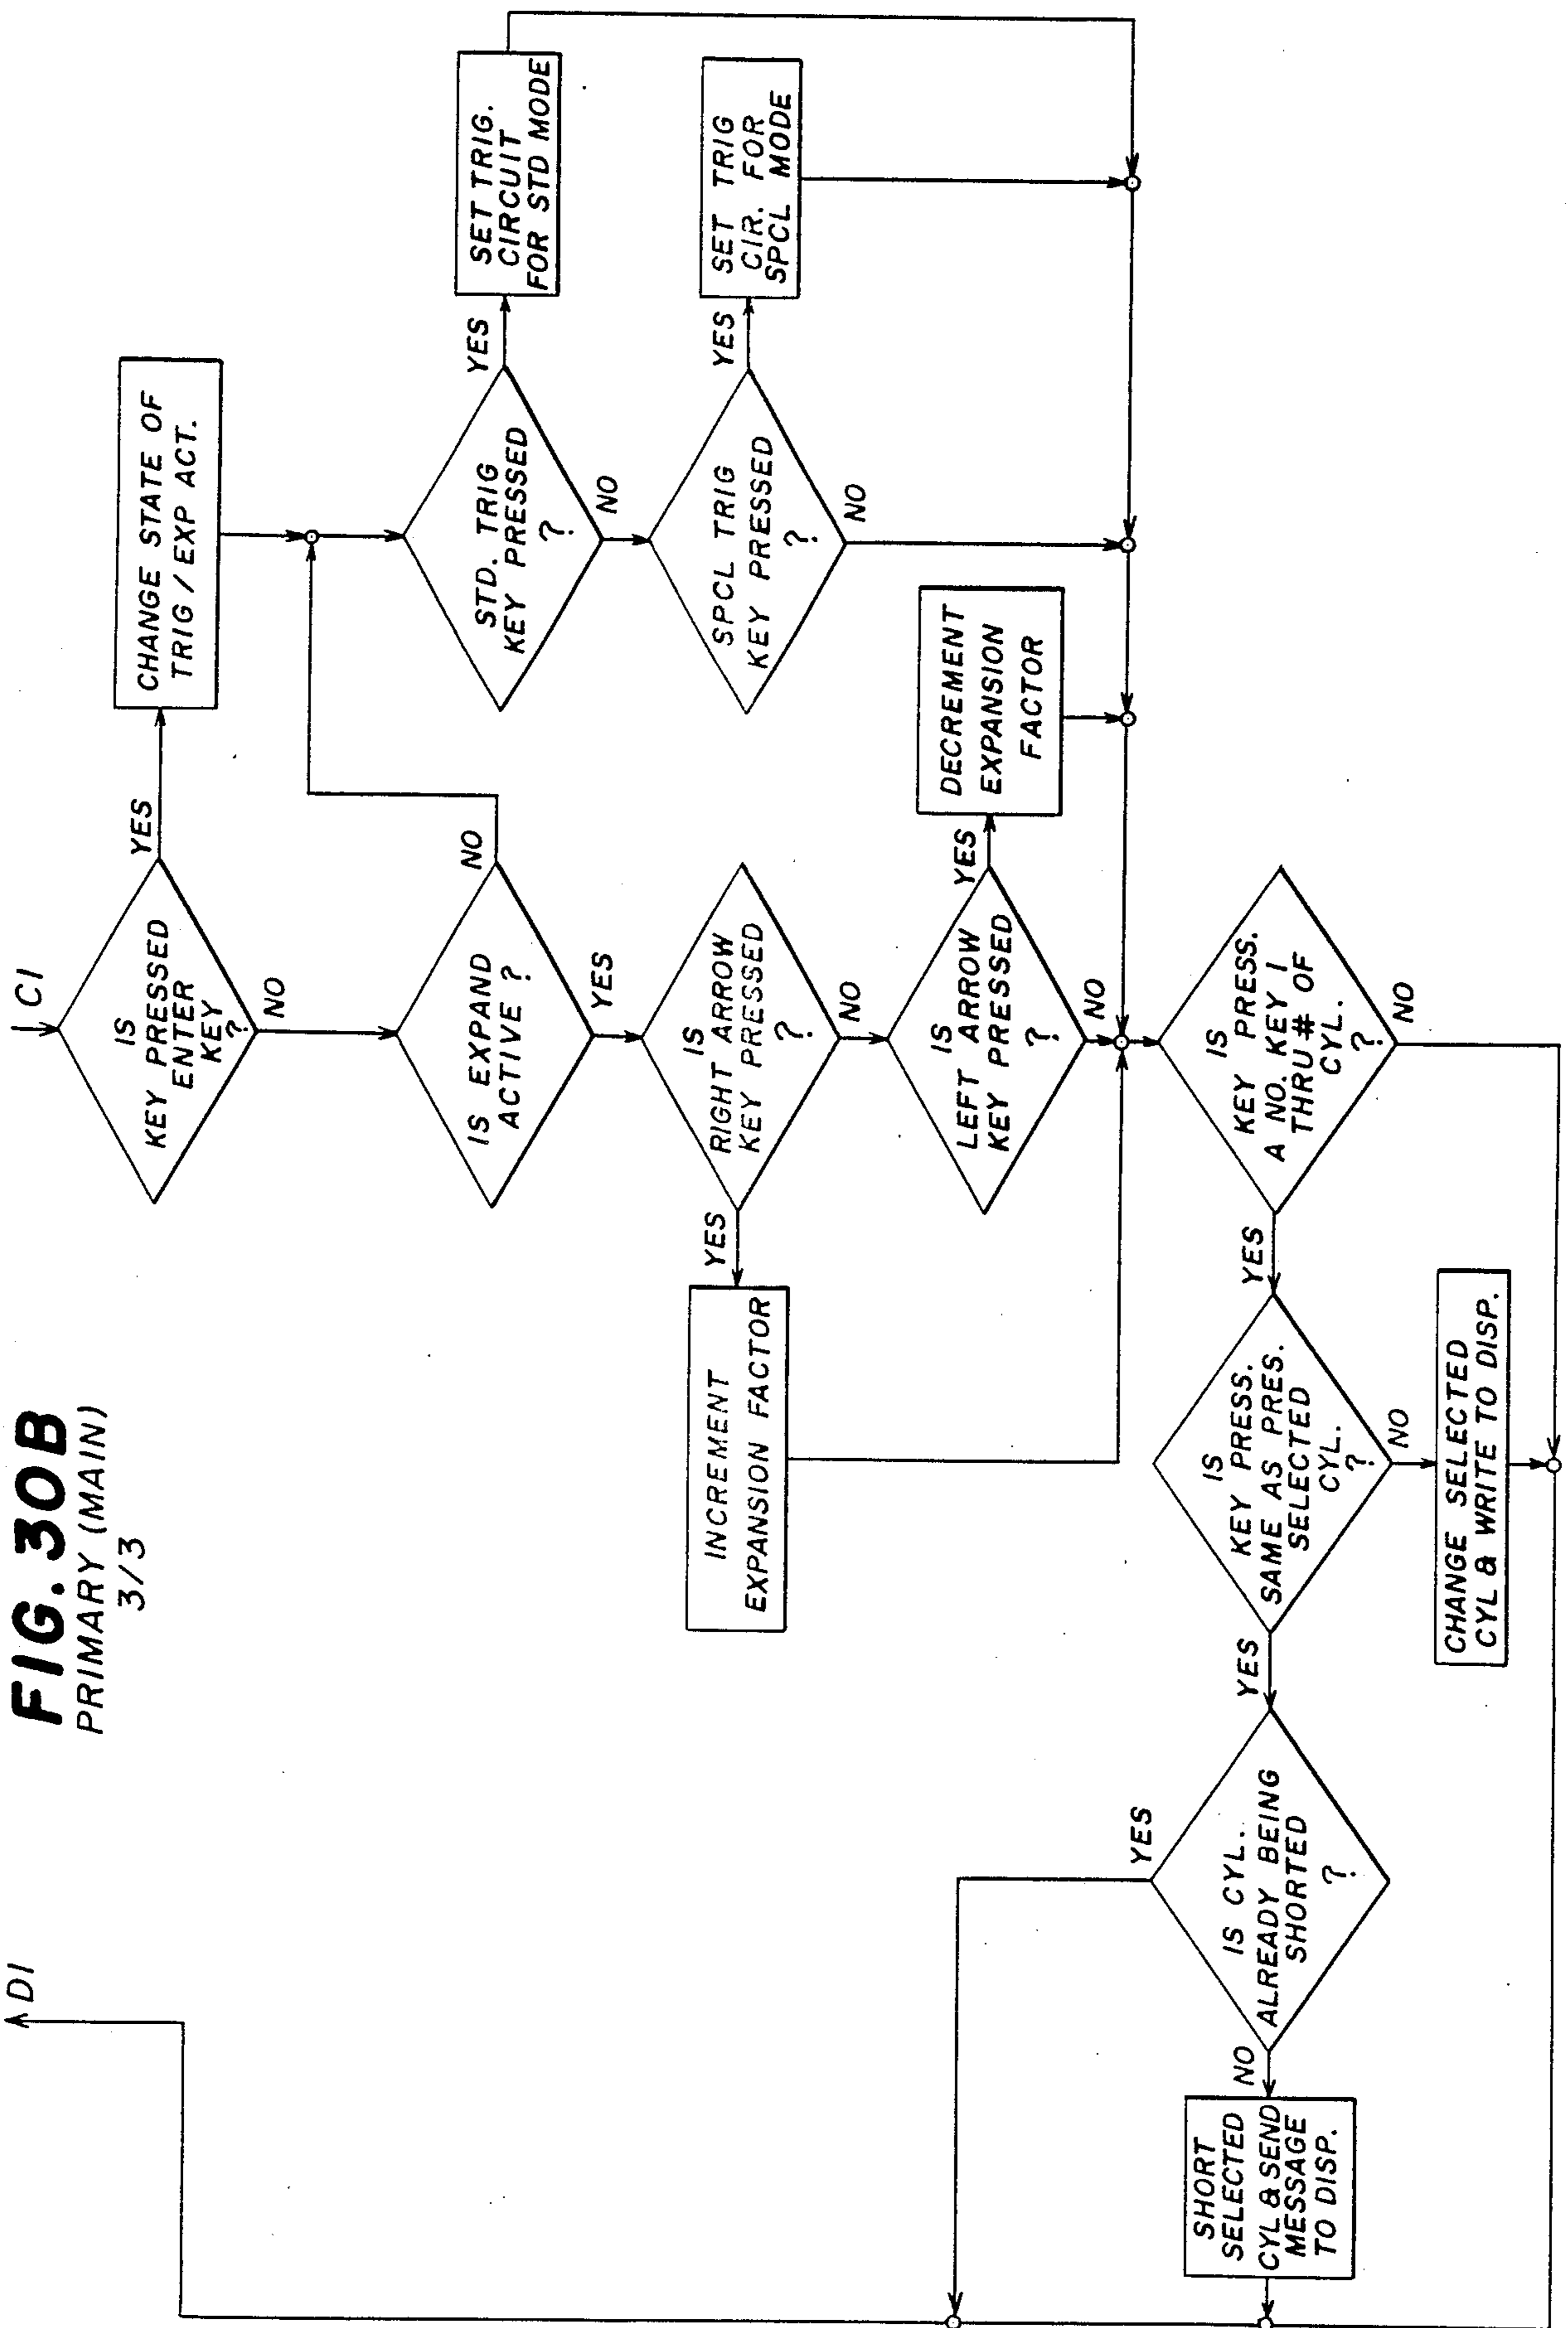 FIG. 30B
PRIMARY (MAIN)
3/3
C1
D1
IS
KEY PRESSED
ENTER
KEY
?
YES
NO
CHANGE STATE OF
TRIG / EXP ACT.
IS EXPAND
ACTIVE ?
NO
YES
STD. TRIG
KEY PRESSED
?
YES
NO
SET TRIG.
CIRCUIT
FOR STD MODE
IS
RIGHT ARROW
KEY PRESSED
?
YES
NO
INCREMENT
EXPANSION FACTOR
SPCL TRIG
KEY PRESSED
?
YES
NO
SET TRIG
CIR. FOR
SPCL MODE
IS
LEFT ARROW
KEY PRESSED
?
YES
NO
DECREMENT
EXPANSION
FACTOR
IS
KEY PRESS.
A NO. KEY 1
THRU # OF
CYL.
?
YES
NO
IS
KEY PRESS.
SAME AS PRES.
SELECTED
CYL.
?
YES
NO
CHANGE SELECTED
CYL & WRITE TO DISP.
IS CYL.
ALREADY BEING
SHORTED
?
YES
NO
SHORT
SELECTED
CYL & SEND
MESSAGE
TO DISP.